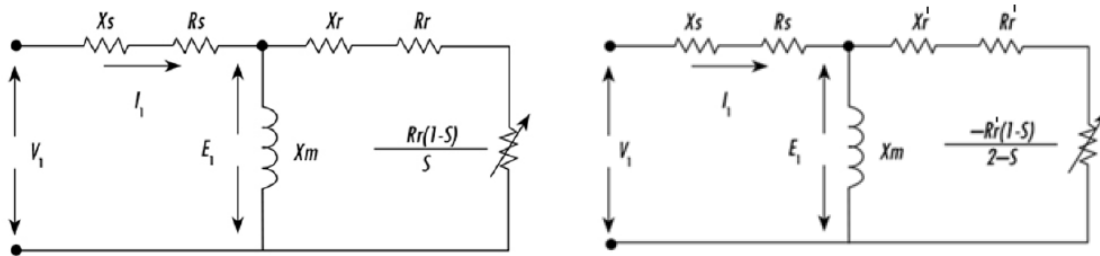 Xs Rs Xr Rr
I1
V1 E1 Xm Rr(1-S)
S
Xs Rs Xr' Rr'
I1
V1 E1 Xm -Rr'(1-S)
2-S